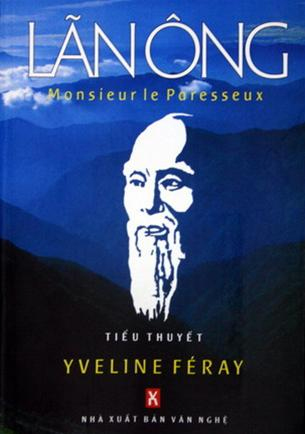 LÃN ÔNG
Monsieur le Paresseux
TIỂU THUYẾT
YVELINE FÉRAY
NHÀ XUẤT BẢN VĂN NGHỆ